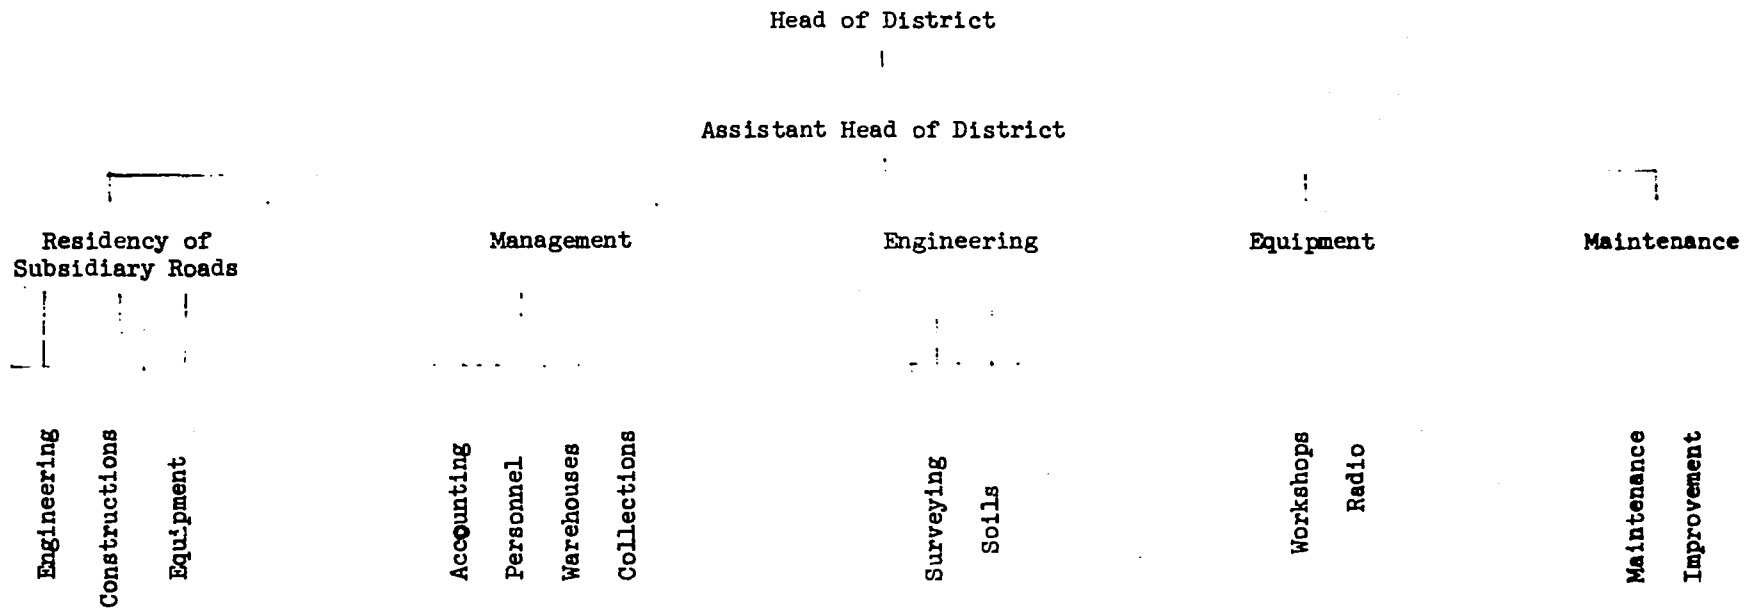 Head of District
Assistant Head of District
Residency of
Subsidiary Roads
Management
Engineering
Equipment
Maintenance
Engineering
Constructions
Equipment
Accounting
Personnel
Warehouses
Collections
Surveying
Soils
Workshops
Radio
Maintenance
Improvement